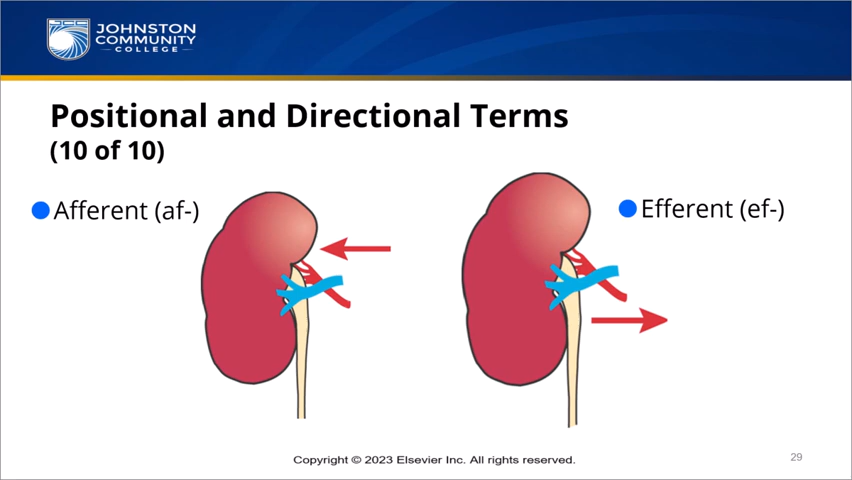 JOHNSTON
COMMUNITY
COLLEGE
Positional and Directional Terms
(10 of 10)
Afferent (af-)
Efferent (ef-)
Copyright © 2023 Elsevier Inc. All rights reserved.
29